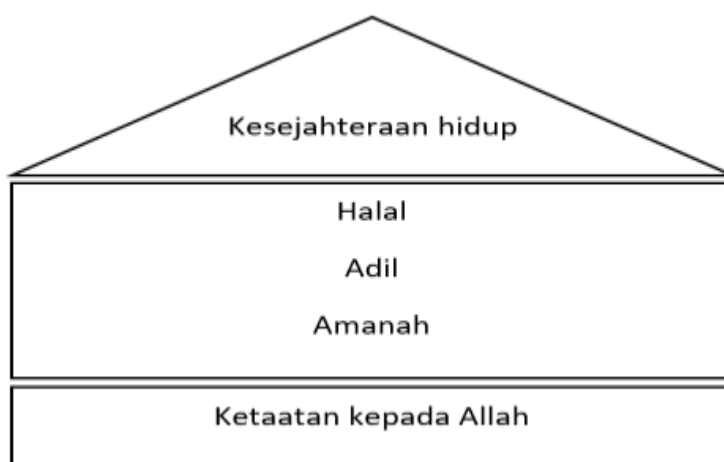 Kesejahteraan hidup
Halal
Adil
Amanah
Ketaatan kepada Allah